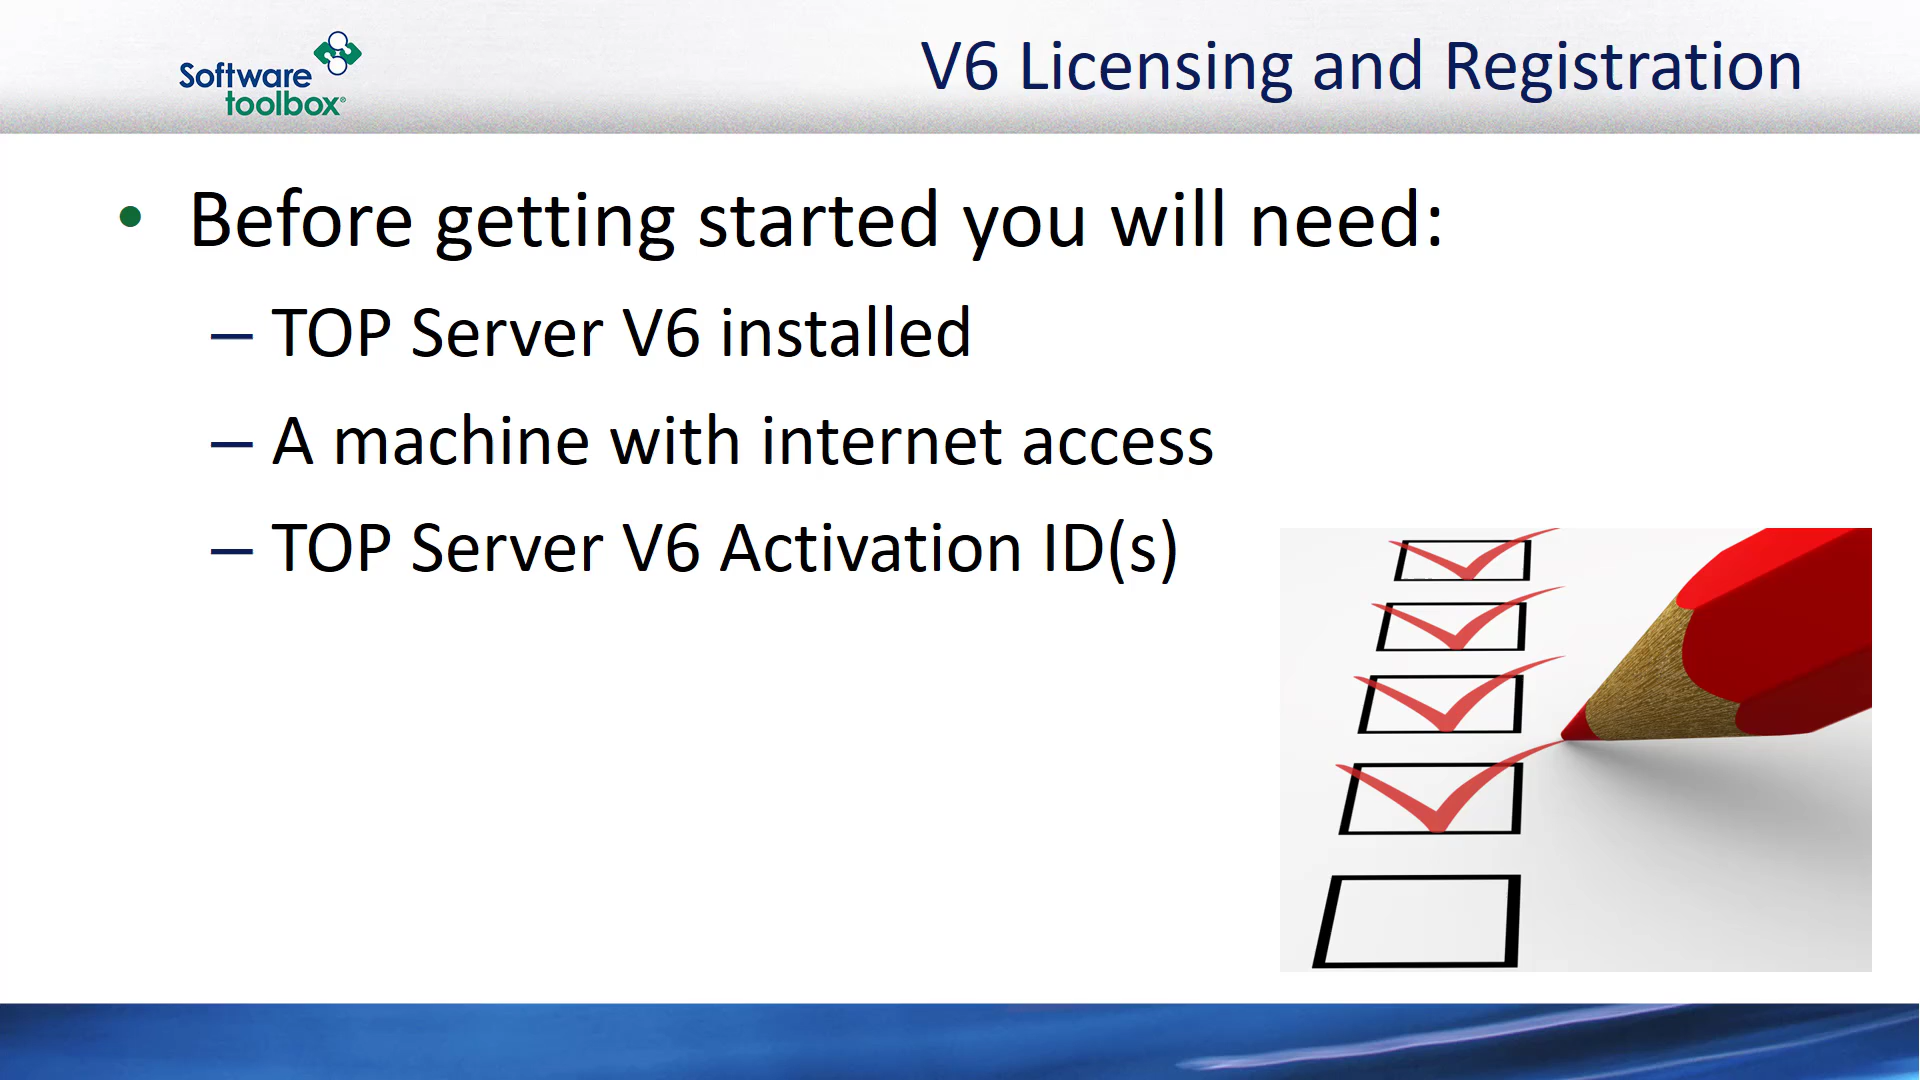 Software
toolbox®
V6 Licensing and Registration
• Before getting started you will need:
– TOP Server V6 installed
– A machine with internet access
– TOP Server V6 Activation ID(s)